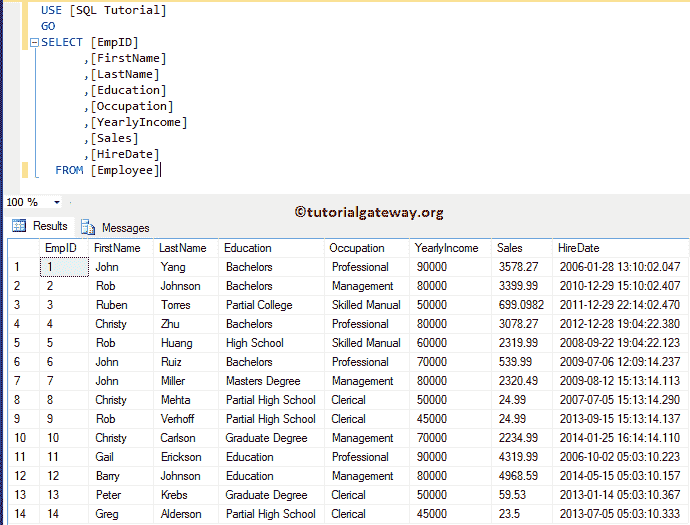 USE [SQL Tutorial]
GO
SELECT [EmpID]
,[FirstName]
,[LastName]
,[Education]
,[Occupation]
,[YearlyIncome]
,[Sales]
,[HireDate]
FROM [Employee]
100 %
©tutorialgateway.org
Results Messages
EmpID FirstName LastName Education Occupation YearlyIncome Sales HireDate
1 1 John Yang Bachelors Professional 90000 3578.27 2006-01-28 13:10:02.047
2 2 Rob Johnson Bachelors Management 80000 3399.99 2010-12-29 15:10:02.407
3 3 Ruben Torres Partial College Skilled Manual 50000 699.0982 2011-12-29 22:14:02.470
4 4 Christy Zhu Bachelors Professional 80000 3078.27 2012-12-28 19:04:22.380
5 5 Rob Huang High School Skilled Manual 60000 2319.99 2008-09-22 19:04:22.123
6 6 John Ruiz Bachelors Professional 70000 539.99 2009-07-06 12:09:14.237
7 7 John Miller Masters Degree Management 80000 2320.49 2009-08-12 15:13:14.113
8 8 Christy Mehta Partial High School Clerical 50000 24.99 2007-07-05 15:13:14.290
9 9 Rob Verhoff Partial High School Clerical 45000 24.99 2013-09-15 15:13:14.137
10 10 Christy Carlson Graduate Degree Management 70000 2234.99 2014-01-25 16:14:14.110
11 11 Gail Erickson Education Professional 90000 4319.99 2006-10-02 05:03:10.223
12 12 Barry Johnson Education Management 80000 4968.59 2014-05-15 05:03:10.157
13 13 Peter Krebs Graduate Degree Clerical 50000 59.53 2013-01-14 05:03:10.367
14 14 Greg Alderson Partial High School Clerical 45000 23.5 2013-07-05 05:03:10.333